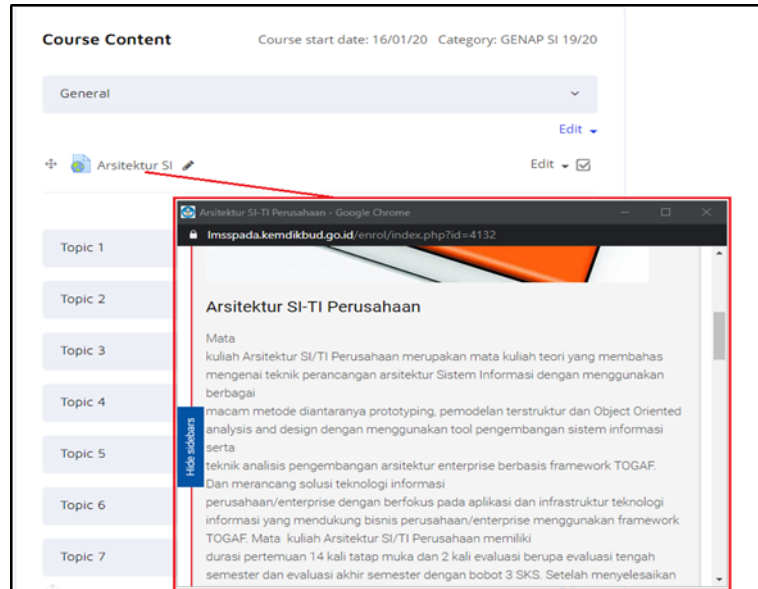 Course Content
Course start date: 16/01/20 Category: GENAP SI 19/20
General
Edit
Arsitektur SI
Edit
Arsitektur SI-TI Perusahaan - Google Chrome
lmsspada.kemdikbud.go.id/enrol/index.php?id=4132
Topic 1
Topic 2
Topic 3
Topic 4
Topic 5
Topic 6
Topic 7
Hide sidebars
Arsitektur SI-TI Perusahaan
Mata
kuliah Arsitektur SI/TI Perusahaan merupakan mata kuliah teori yang membahas
mengenai teknik perancangan arsitektur Sistem Informasi dengan menggunakan
berbagai
macam metode diantaranya prototyping, pemodelan terstruktur dan Object Oriented
analysis and design dengan menggunakan tool pengembangan sistem informasi
serta
teknik analisis pengembangan arsitektur enterprise berbasis framework TOGAF.
Dan merancang solusi teknologi informasi
perusahaan/enterprise dengan berfokus pada aplikasi dan infrastruktur teknologi
informasi yang mendukung bisnis perusahaan/enterprise menggunakan framework
TOGAF. Mata kuliah Arsitektur SI/TI Perusahaan memiliki
durasi pertemuan 14 kali tatap muka dan 2 kali evaluasi berupa evaluasi tengah
semester dan evaluasi akhir semester dengan bobot 3 SKS. Setelah menyelesaikan